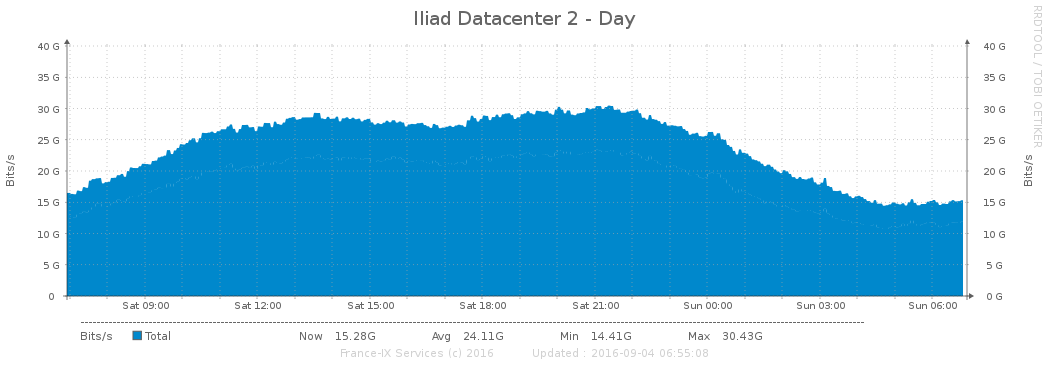 Iliad Datacenter 2 - Day
RRDTOOL / TOBI OETIKER
40 G 40 G
35 G 35 G
30 G 30 G
25 G 25 G
20 G 20 G
15 G 15 G
10 G 10 G
5 G 5 G
0 0 G
Bits/s
Bits/s
Sat 09:00 Sat 12:00 Sat 15:00 Sat 18:00 Sat 21:00 Sun 00:00 Sun 03:00 Sun 06:00
Bits/s Total Now 15.28G Avg 24.11G Min 14.41G Max 30.43G
France-IX Services (c) 2016 Updated : 2016-09-04 06:55:08